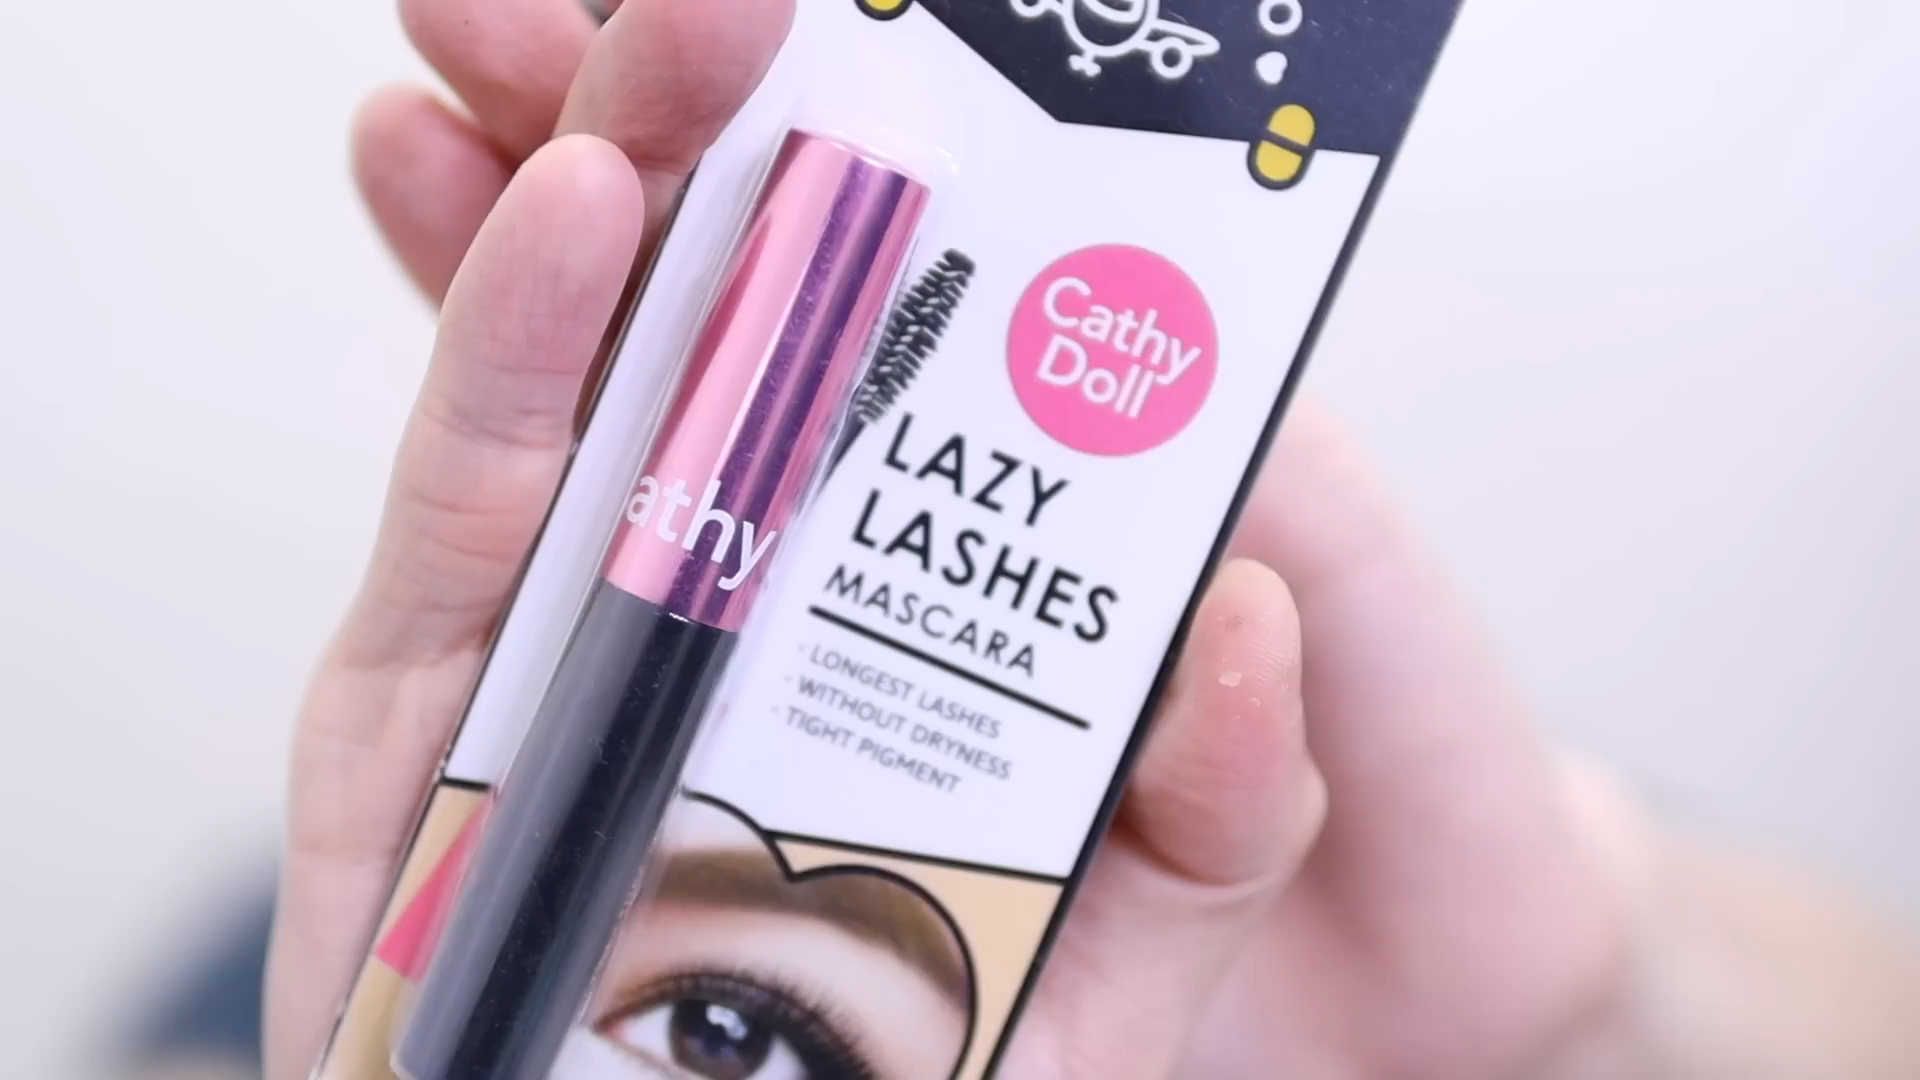 Cathy
Doll
LAZY
LASHES
MASCARA
· LONGEST LASHES
· WITHOUT DRYNESS
· TIGHT PIGMENT
athy